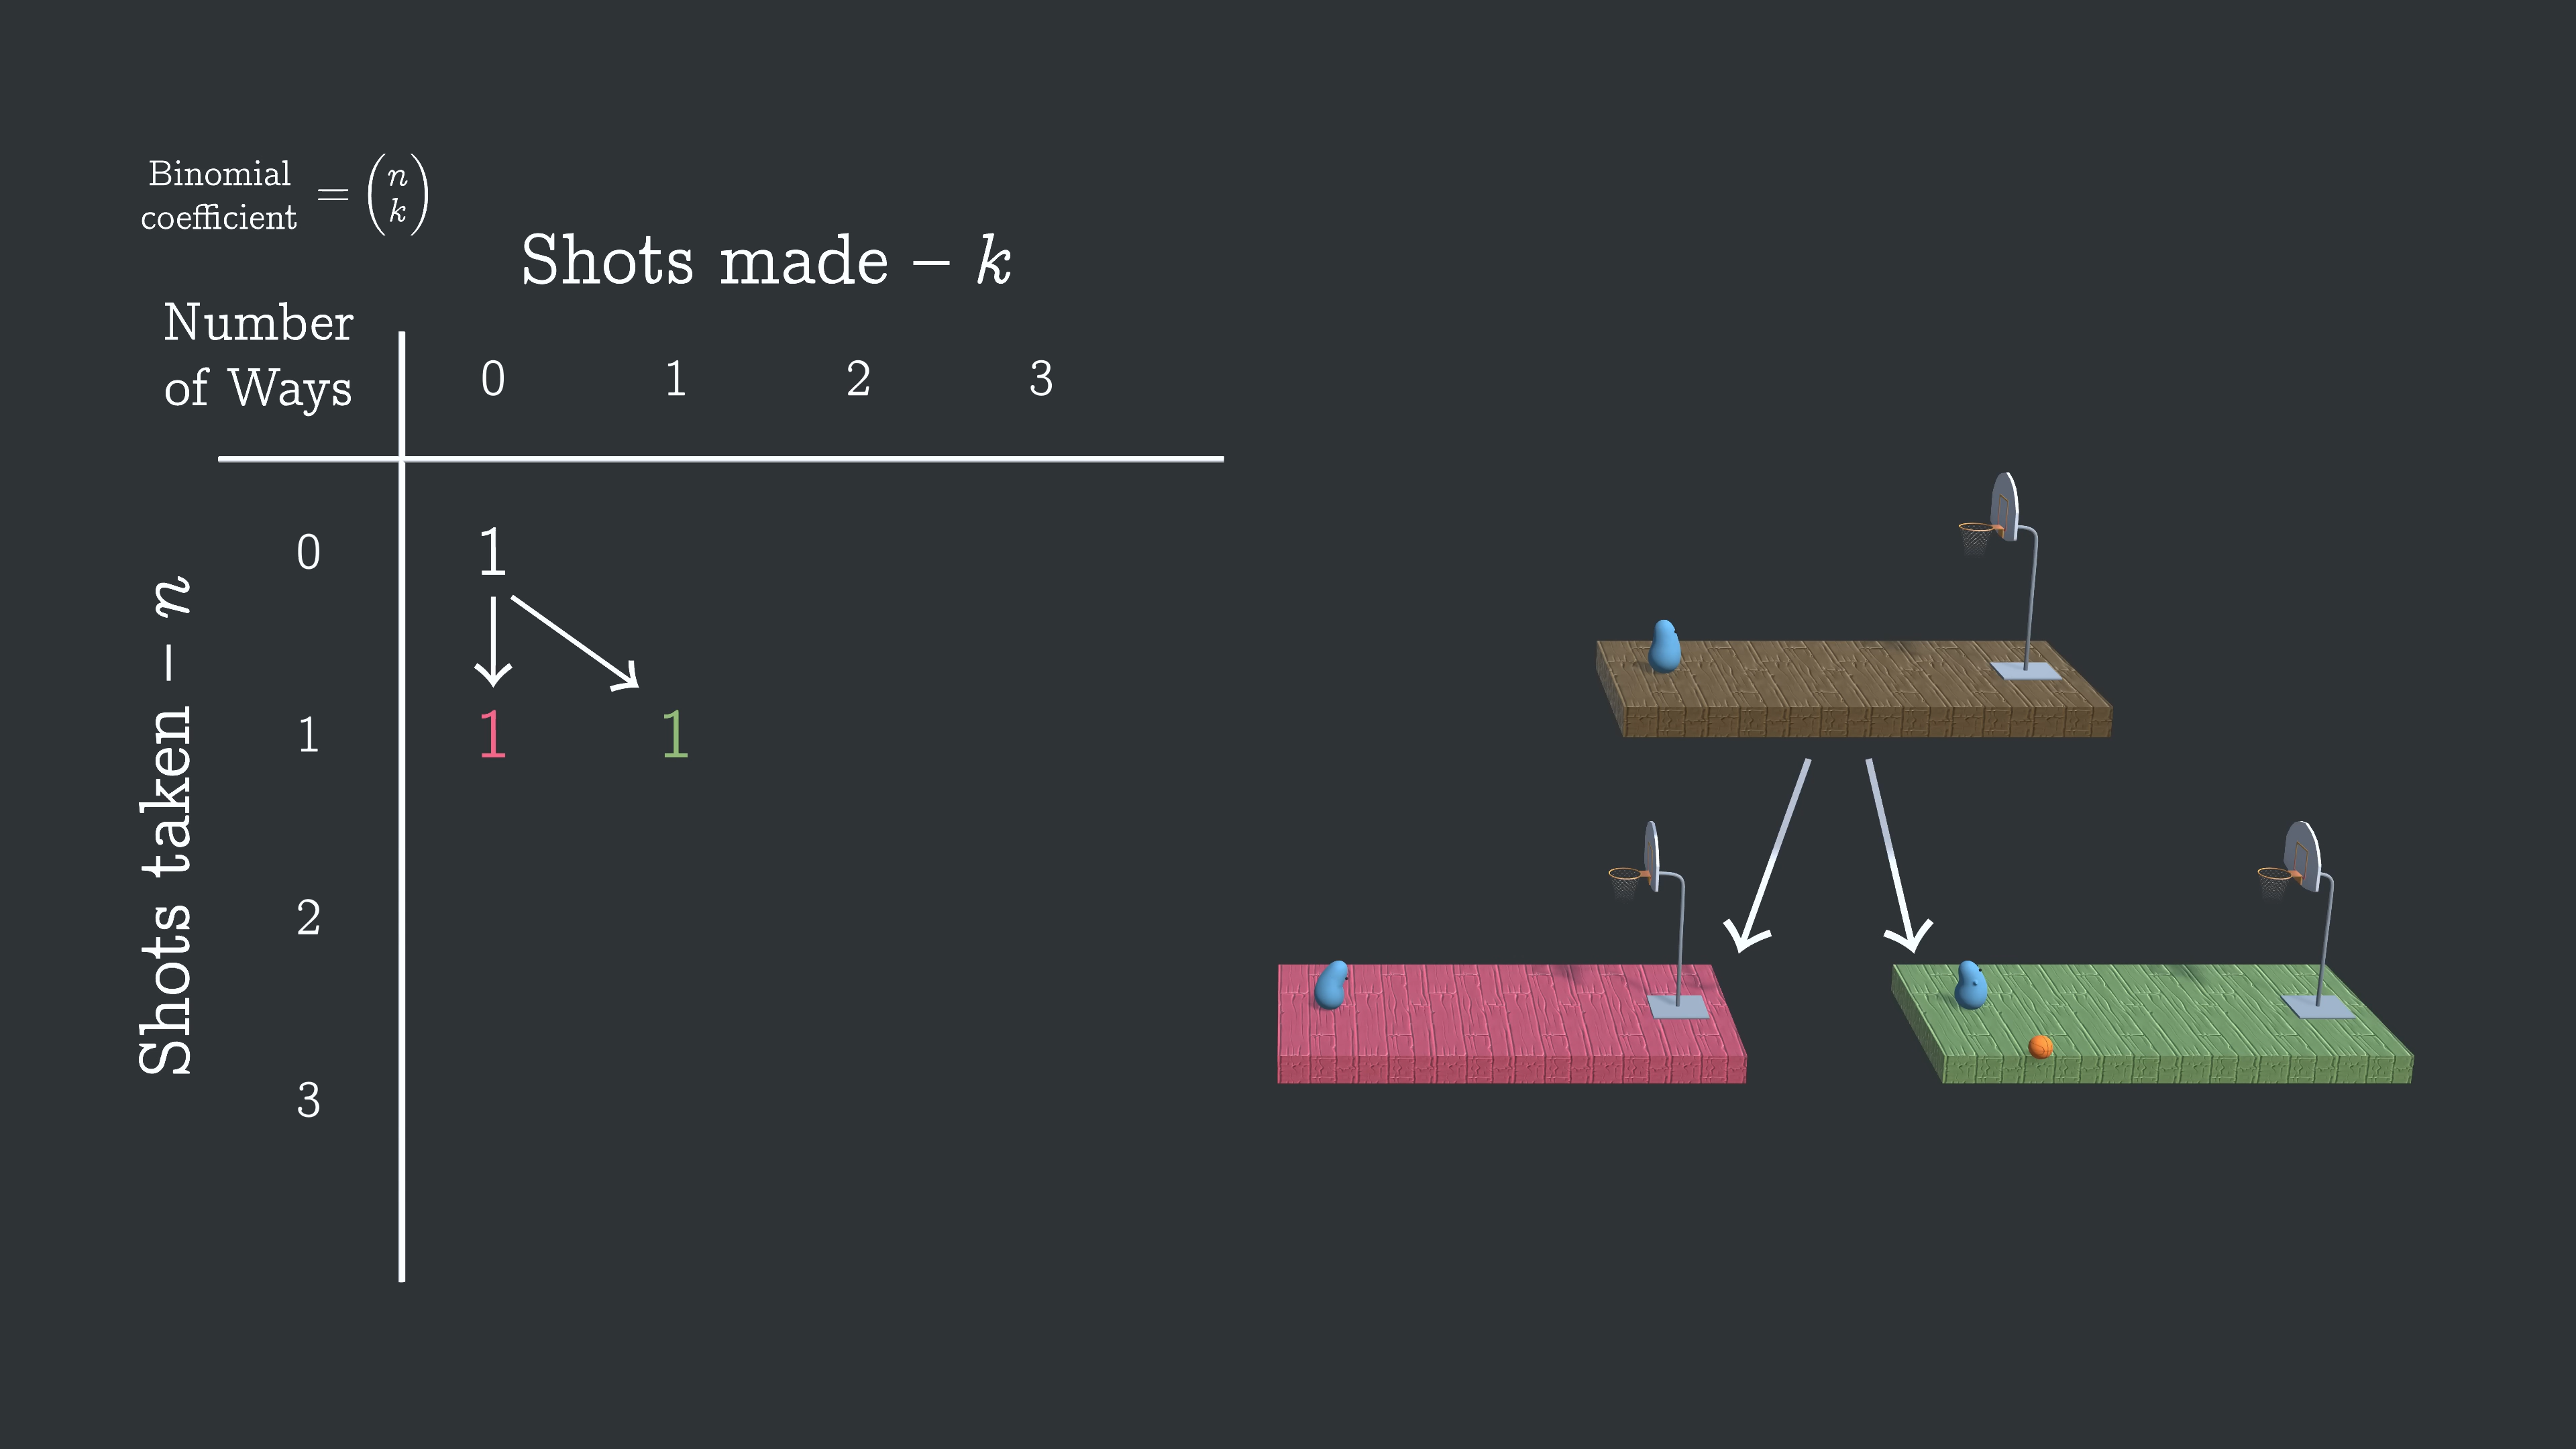 Binomial
coefficient = (n k)
Shots made – k
Number
of Ways
0 1 2 3
Shots taken – n
0 1
1 1 1
2
3